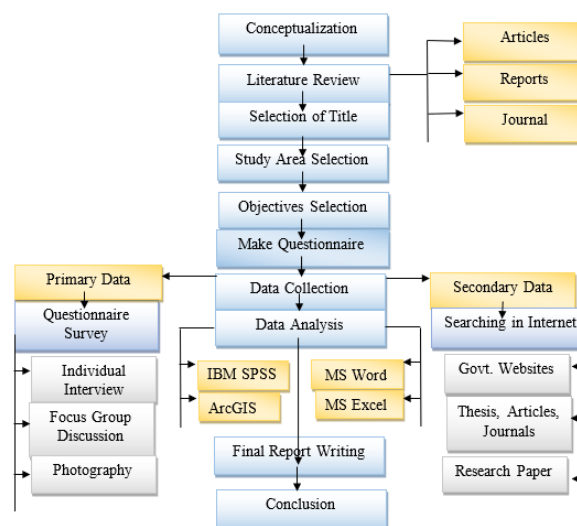 Conceptualization
Articles
Literature Review
Reports
Selection of Title
Journal
Study Area Selection
Objectives Selection
Make Questionnaire
Primary Data
Data Collection
Secondary Data
Questionnaire
Survey
Data Analysis
Searching in Internet
Individual
Interview
IBM SPSS
MS Word
Govt. Websites
Focus Group
Discussion
ArcGIS
MS Excel
Thesis, Articles,
Journals
Photography
Final Report Writing
Research Paper
Conclusion